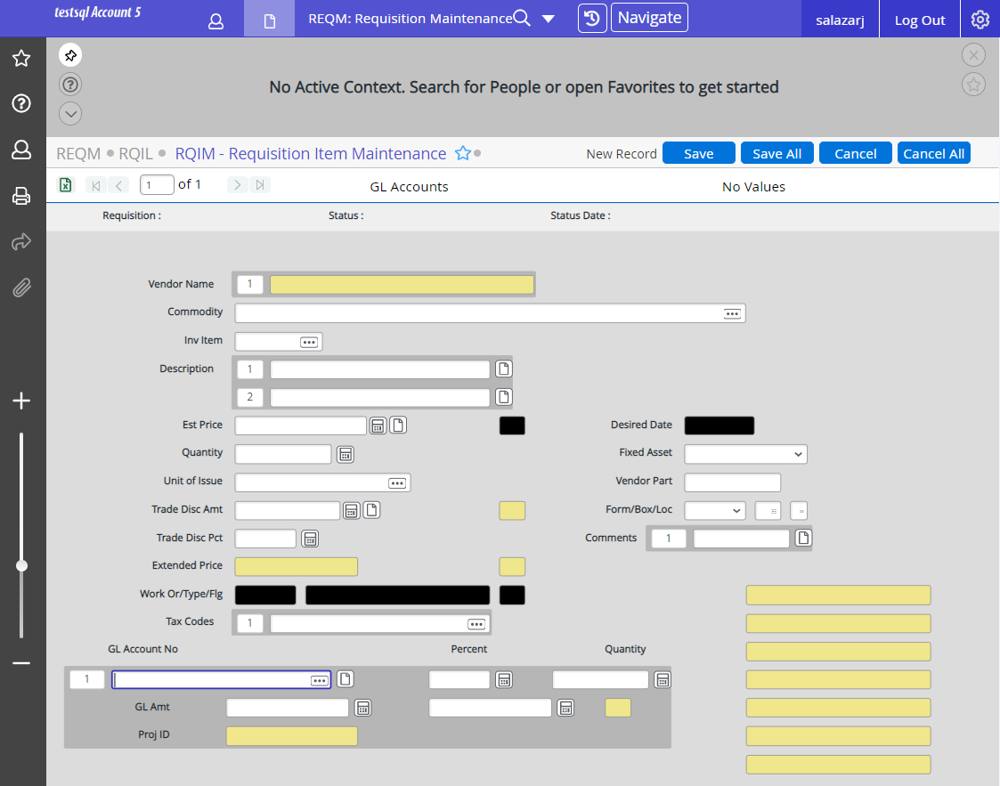 testsql Account 5
REQM: Requisition Maintenance
Navigate
salazarj
Log Out
No Active Context. Search for People or open Favorites to get started
REQM RQIL RQIM - Requisition Item Maintenance
New Record Save Save All Cancel Cancel All
1 of 1
GL Accounts
No Values
Requisition : Status : Status Date :
Vendor Name 1
Commodity
Inv Item
Description 1
2
Est Price Desired Date
Quantity Fixed Asset
Unit of Issue Vendor Part
Trade Disc Amt Form/Box/Loc
Trade Disc Pct Comments 1
Extended Price
Work Or/Type/Flg
Tax Codes 1
GL Account No Percent Quantity
1
GL Amt
Proj ID